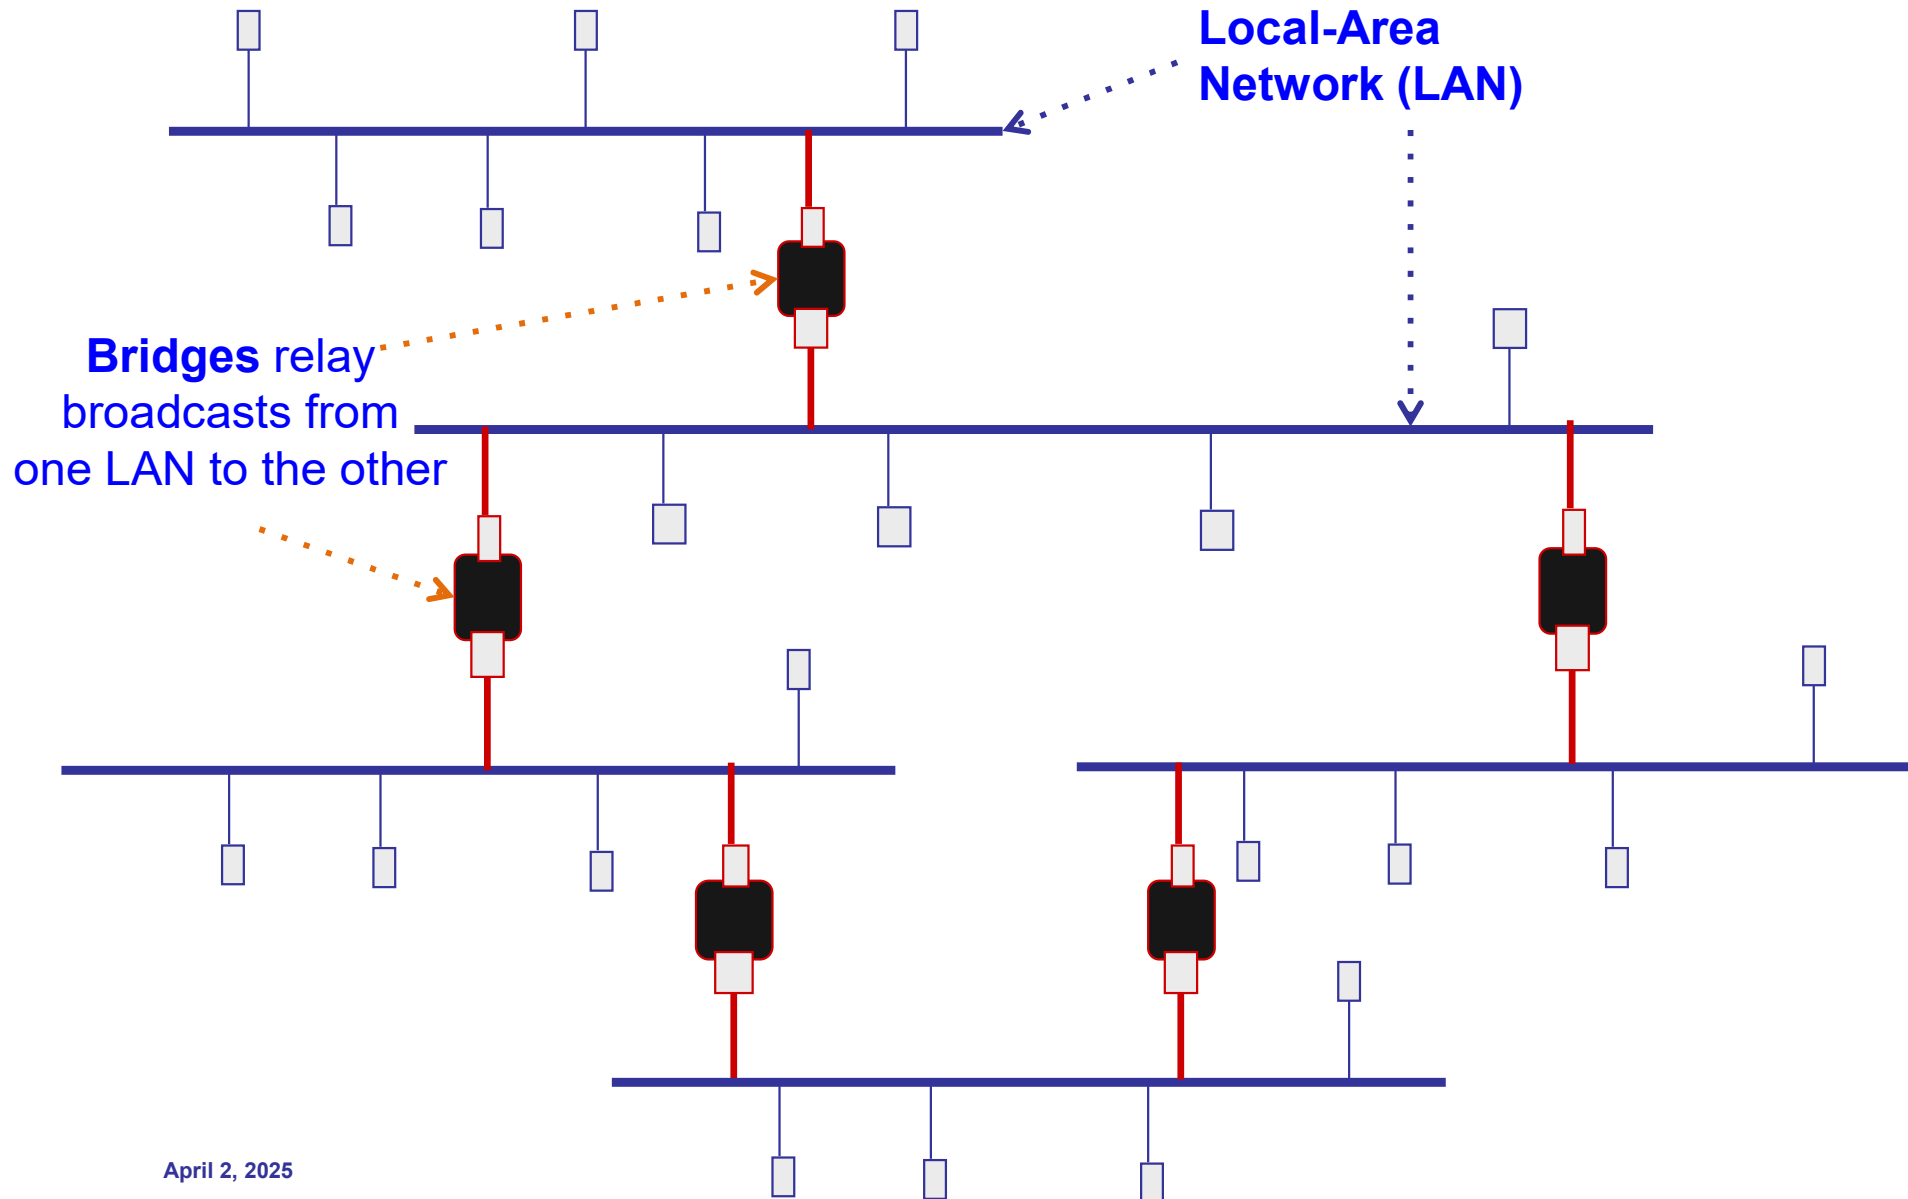 Local-Area
Network (LAN)
Bridges relay
broadcasts from
one LAN to the other
April 2, 2025